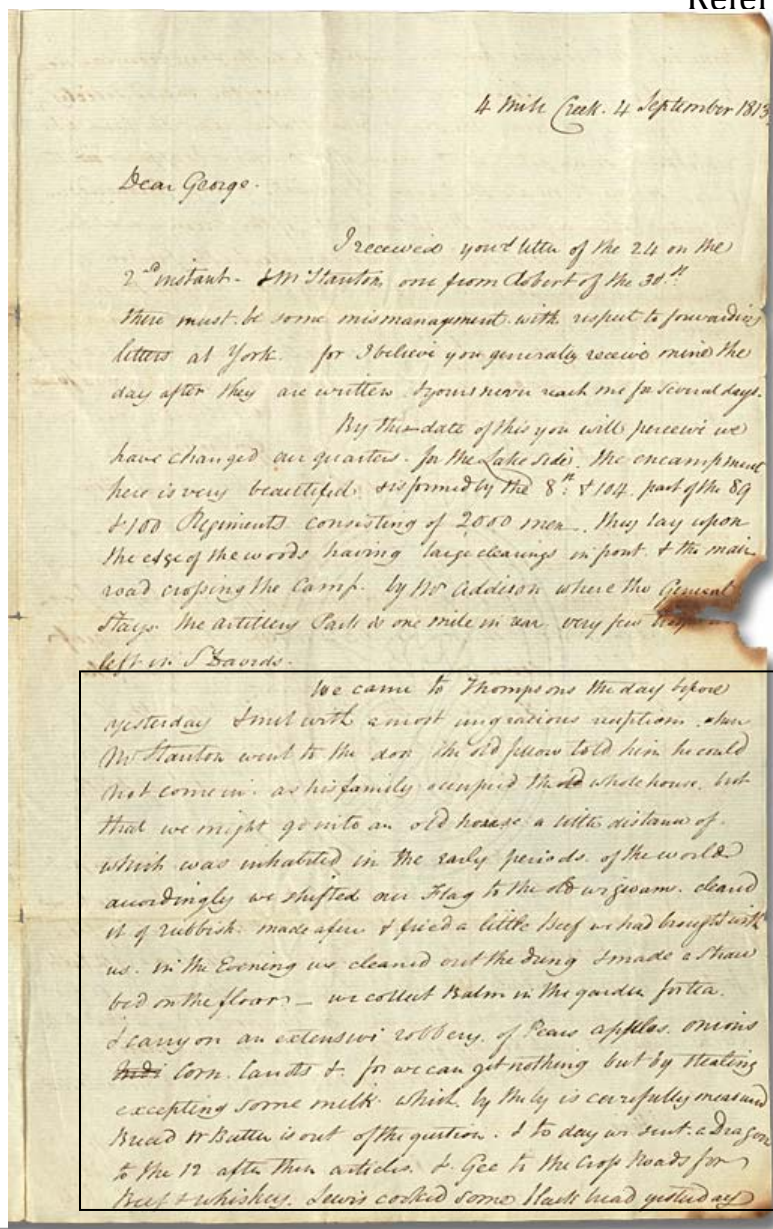 Refer
4 Mile Creek. 4 September 1813
Dear George.
I received your letter of the 24 on the
2nd instant - & Mr Stanton one from Robert of the 30th.
there must be some mismanagement with respect to forwarding
letters at York. for I believe you generally receive mine the
day after they are written & yours never reach me for several days.
By the date of this you will perceive we
have changed our quarters for the Lake side. the encampment
here is very beautiful & is formed by the 8th & 104. part of the 89
& 100 Regiments consisting of 2000 men. they lay upon
the edge of the woods having large clearings in front & the main
road crossing the Camp. by Mr Addison where the General
Stays. the artillery Park is one mile in rear. very few
left in St Davids.
We came to Thompsons the day before
yesterday & met with a most ungracious reception. when
Mr Stanton went to the door the old fellow told him he could
not come in. as his family occupied the old whole house. but
that we might go into an old house a little distance of.
which was inhabited in the early periods of the world
accordingly we shifted our Flag to the old wigwam. cleared
it of rubbish. made a fire & fried a little Beef we had brought with
us. in the Evening we cleaned out the dung & made a straw
bed on the floor - we collect Balm in the garden for tea.
& carry on an extensive robbery. of Pears apples. onions
Indi Corn. Carrots &. for we can get nothing but by stealing
excepting some milk. which by the by is carefully measured
Bread & Butter is out of the question. & to day we sent a Dragoon
to the 12 after these articles. & Gee to the Cross Roads for
Beef & whiskey. Lewis cooked some black head yesterday